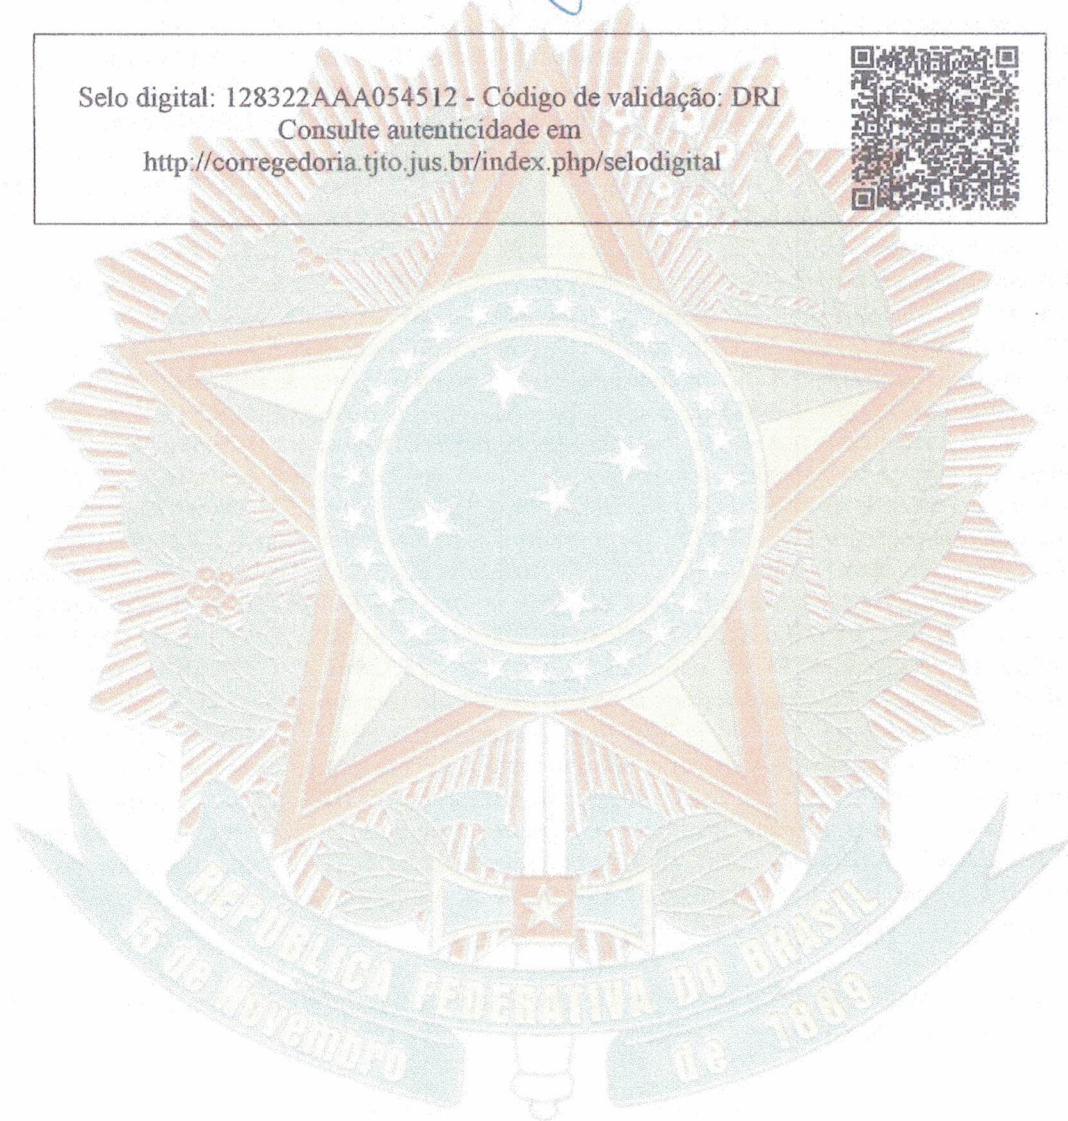 Selo digital: 128322AAA054512 - Código de validação: DRI
Consulte autenticidade em
http://corregedoria.tjto.jus.br/index.php/selodigital
REPUBLICA FEDERATIVA DO BRASIL
15 de Novembro de 1889